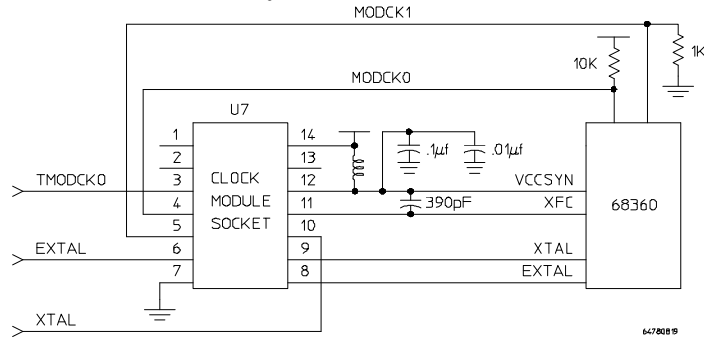 MODCK1
1K
10K
MODCK0
U7
1
14
2
13
3
12
4
11
5
10
6
9
7
8
CLOCK
MODULE
SOCKET
.1µf
.01µf
390pF
TMODCK0
EXTAL
XTAL
VCCSYN
XFC
XTAL
EXTAL
68360
64780819